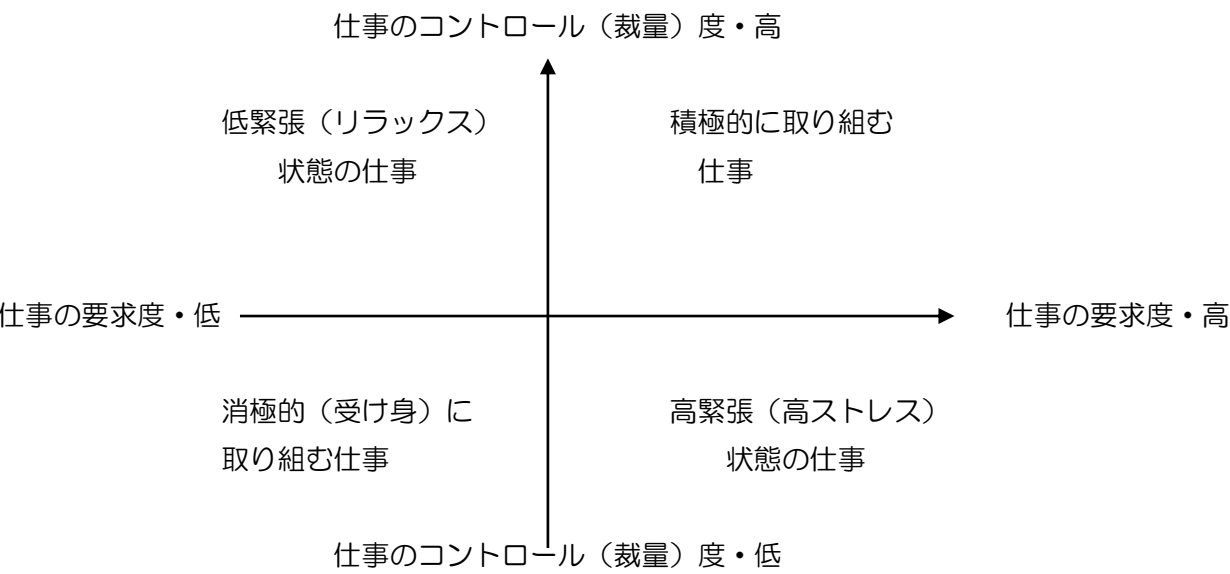 仕事のコントロール（裁量）度・高
低緊張（リラックス）
状態の仕事
積極的に取り組む
仕事
仕事の要求度・低
仕事の要求度・高
消極的（受け身）に
取り組む仕事
高緊張（高ストレス）
状態の仕事
仕事のコントロール（裁量）度・低